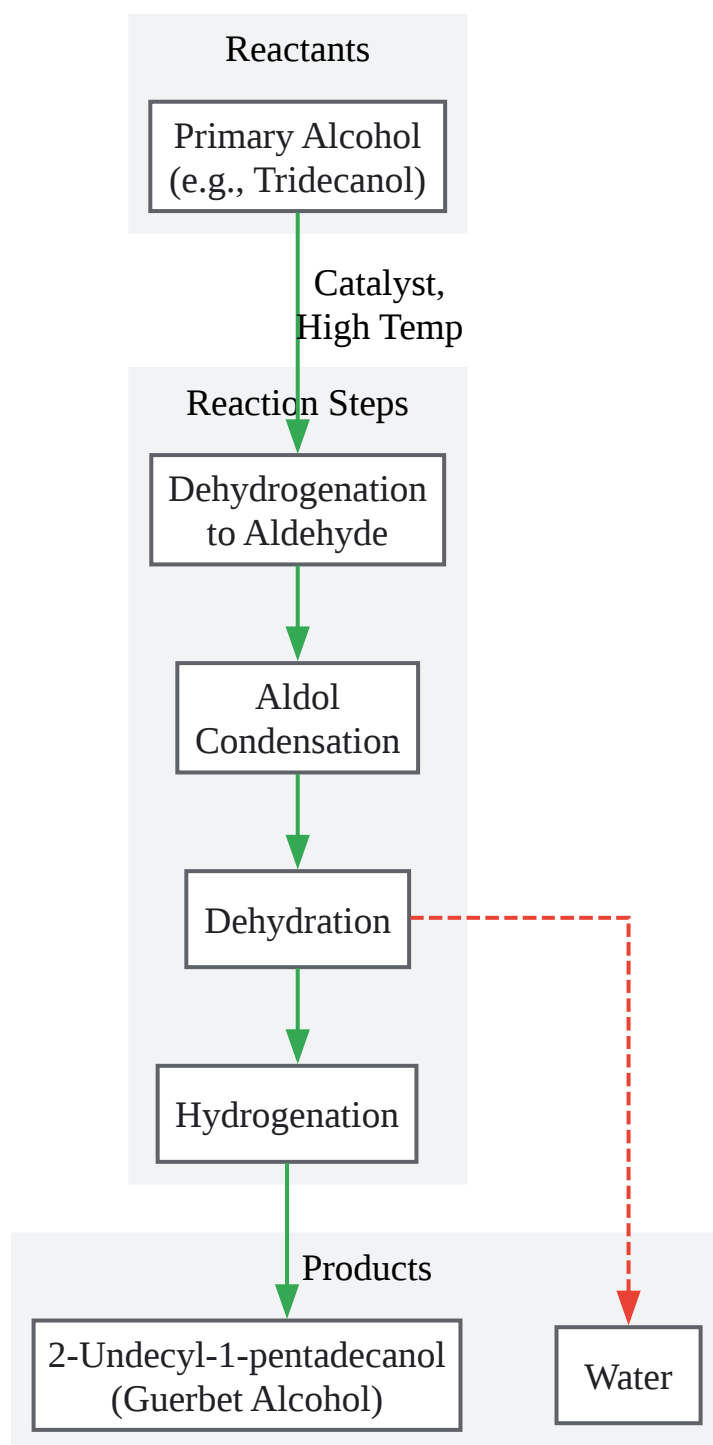 Reactants
Primary Alcohol
(e.g., Tridecanol)
Catalyst,
High Temp
Reaction Steps
Dehydrogenation
to Aldehyde
Aldol
Condensation
Dehydration
Hydrogenation
Products
2-Undecyl-1-pentadecanol
(Guerbet Alcohol)
Water